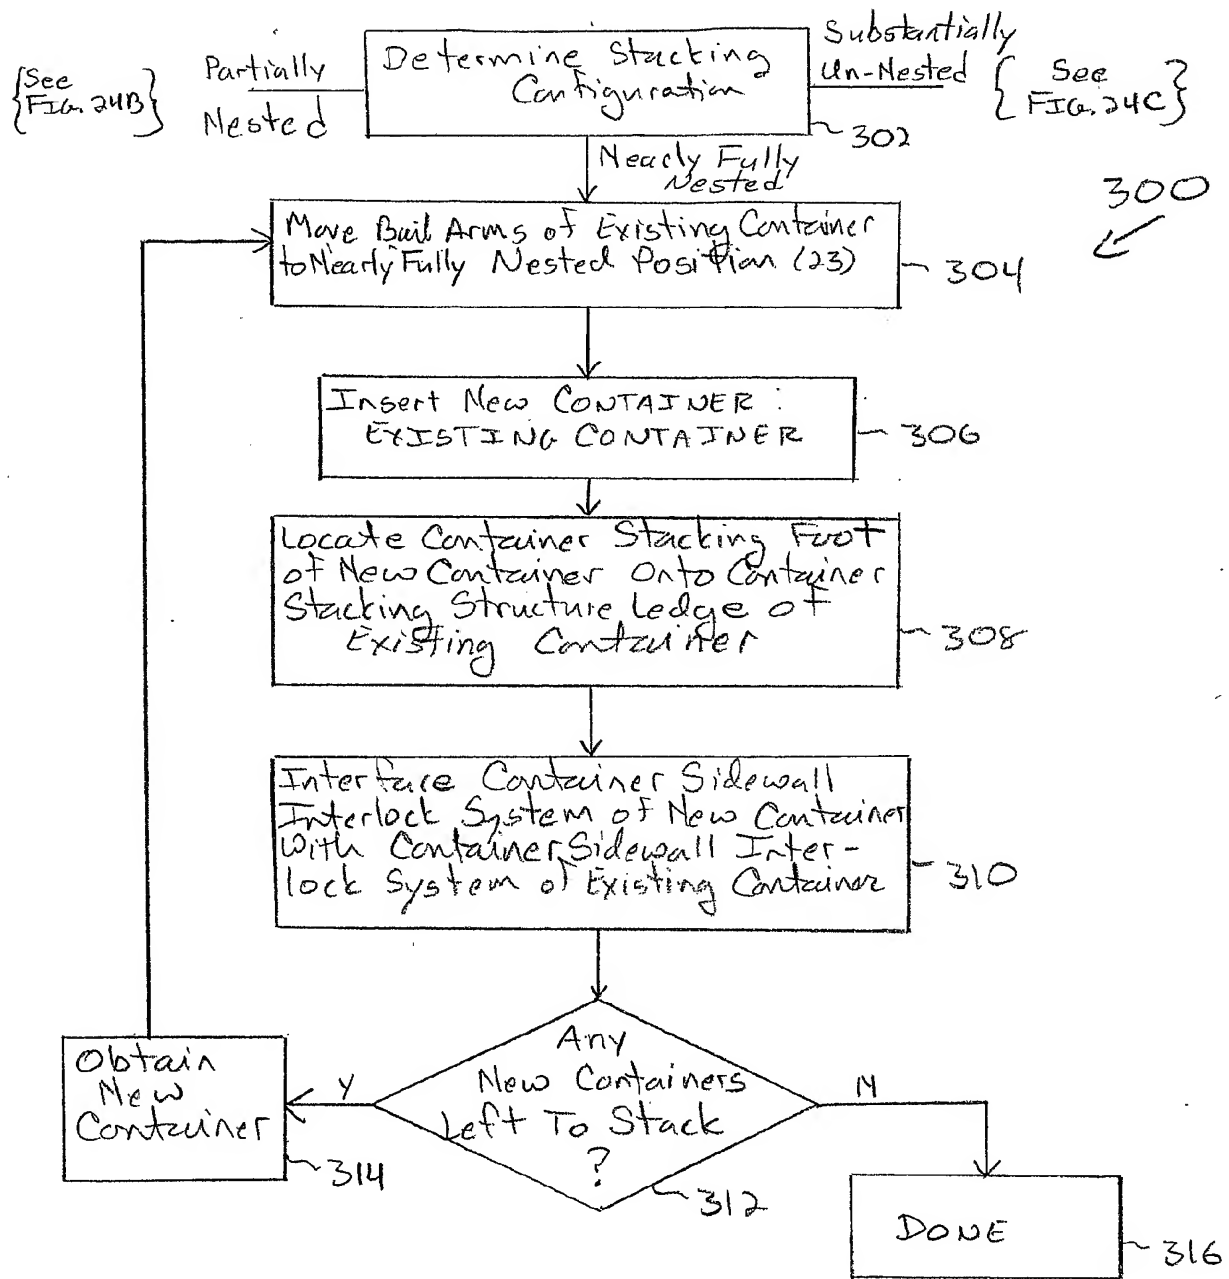 {See
FIG. 24B}
Partially
Nested
Determine Stacking
Configuration
302
Substantially
Un-Nested
{See
FIG. 24C}
Nearly Fully
Nested
300
Move Bail Arms of Existing Container
to Nearly Fully Nested Position (23)
304
Insert New CONTAINER :
EXISTING CONTAINER
306
Locate Container Stacking Foot
of New Container Onto Container
Stacking Structure Ledge of
Existing Container
308
Interface Container Sidewall
Interlock System of New Container
With Container Sidewall Inter-
lock System of Existing Container
310
Any
New Containers
Left To Stack
?
312
Y
N
Obtain
New
Container
314
DONE
316